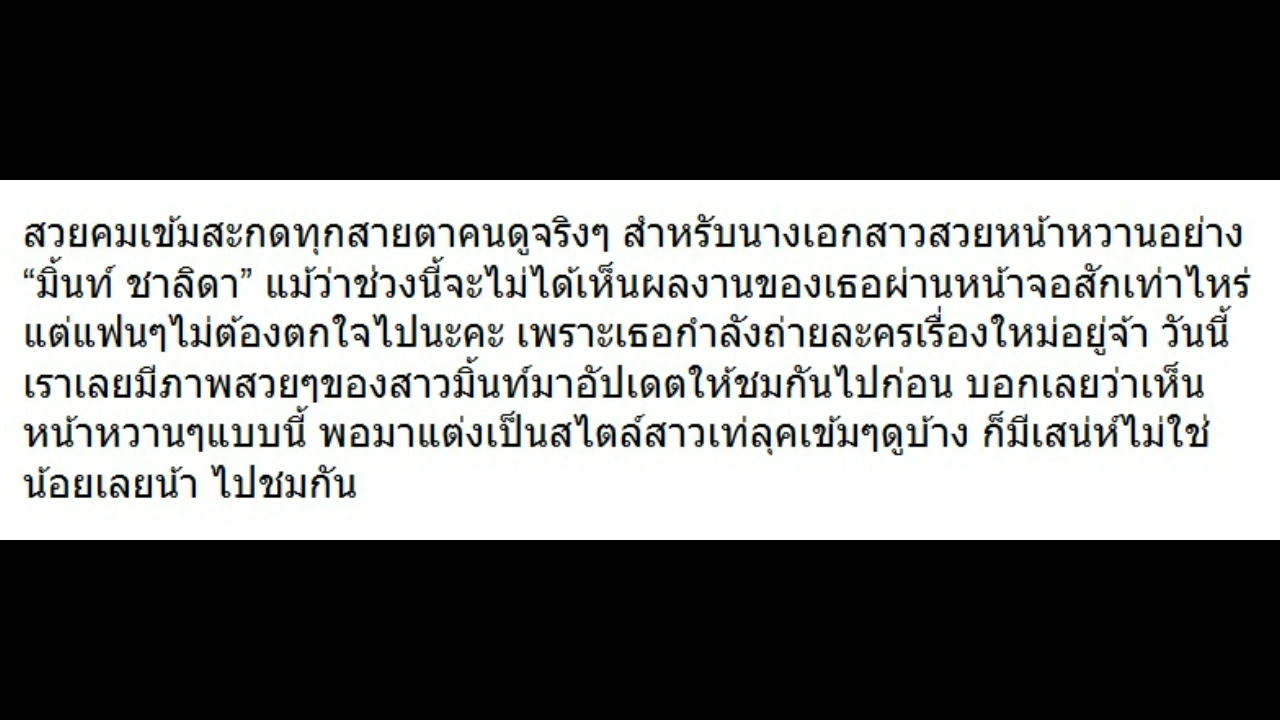 สวยคมเข้มสะกดทุกสายตาคนดูจริงๆ สำหรับนางเอกสาวสวยหน้าหวานอย่าง
“มิ้นท์ ชาลิดา” แม้ว่าช่วงนี้จะไม่ได้เห็นผลงานของเธอผ่านหน้าจอสักเท่าไหร่
แต่แฟนๆไม่ต้องตกใจไปนะคะ เพราะเธอกำลังถ่ายละครเรื่องใหม่อยู่จ้า วันนี้
เราเลยมีภาพสวยๆของสาวมิ้นท์มาอัปเดตให้ชมกันไปก่อน บอกเลยว่าเห็น
หน้าหวานๆแบบนี้ พอมาแต่งเป็นสไตล์สาวเท่ลุคเข้มๆดูบ้าง ก็มีเสน่ห์ไม่ใช่
น้อยเลยน้า ไปชมกัน